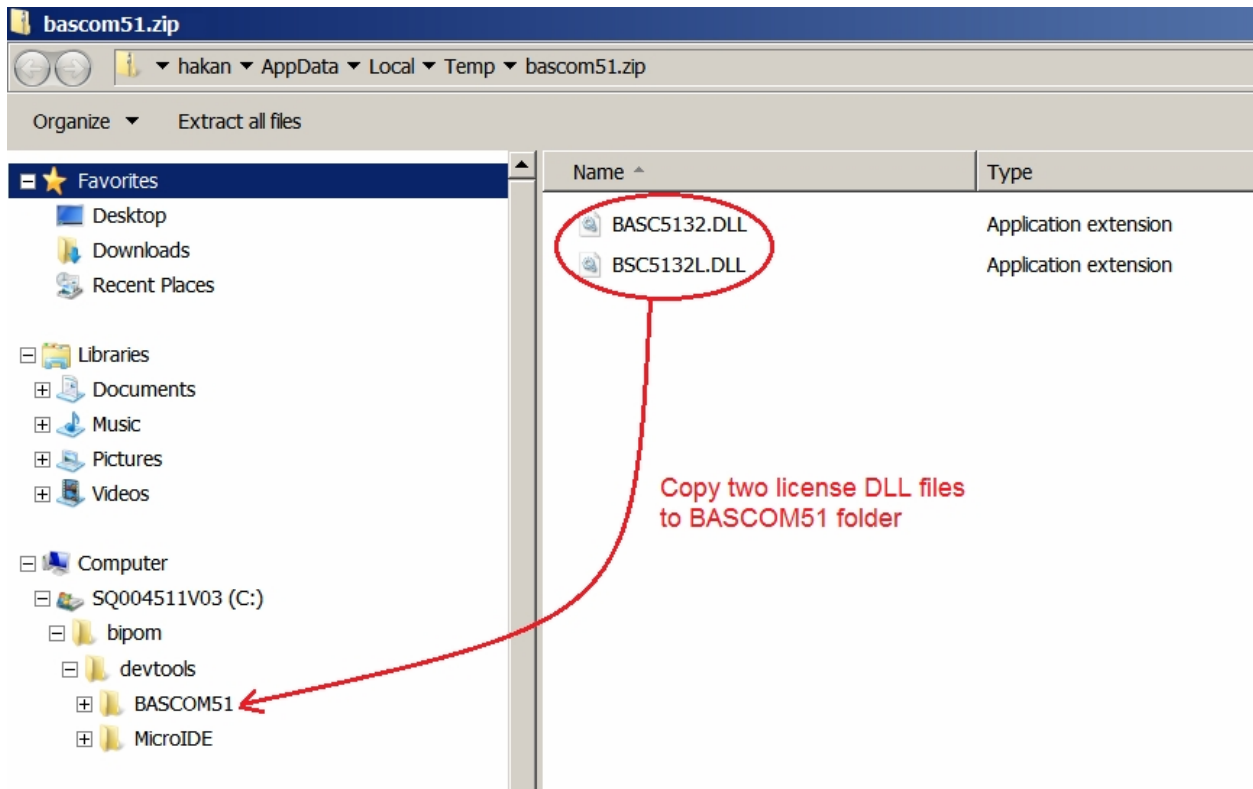 bascom51.zip
hakan AppData Local Temp bascom51.zip
Organize Extract all files
Favorites
Desktop
Downloads
Recent Places
Libraries
Documents
Music
Pictures
Videos
Computer
SQ004511V03 (C:)
bipom
devtools
BASCOM51
MicroIDE
Name Type
BASC5132.DLL Application extension
BSC5132L.DLL Application extension
Copy two license DLL files
to BASCOM51 folder